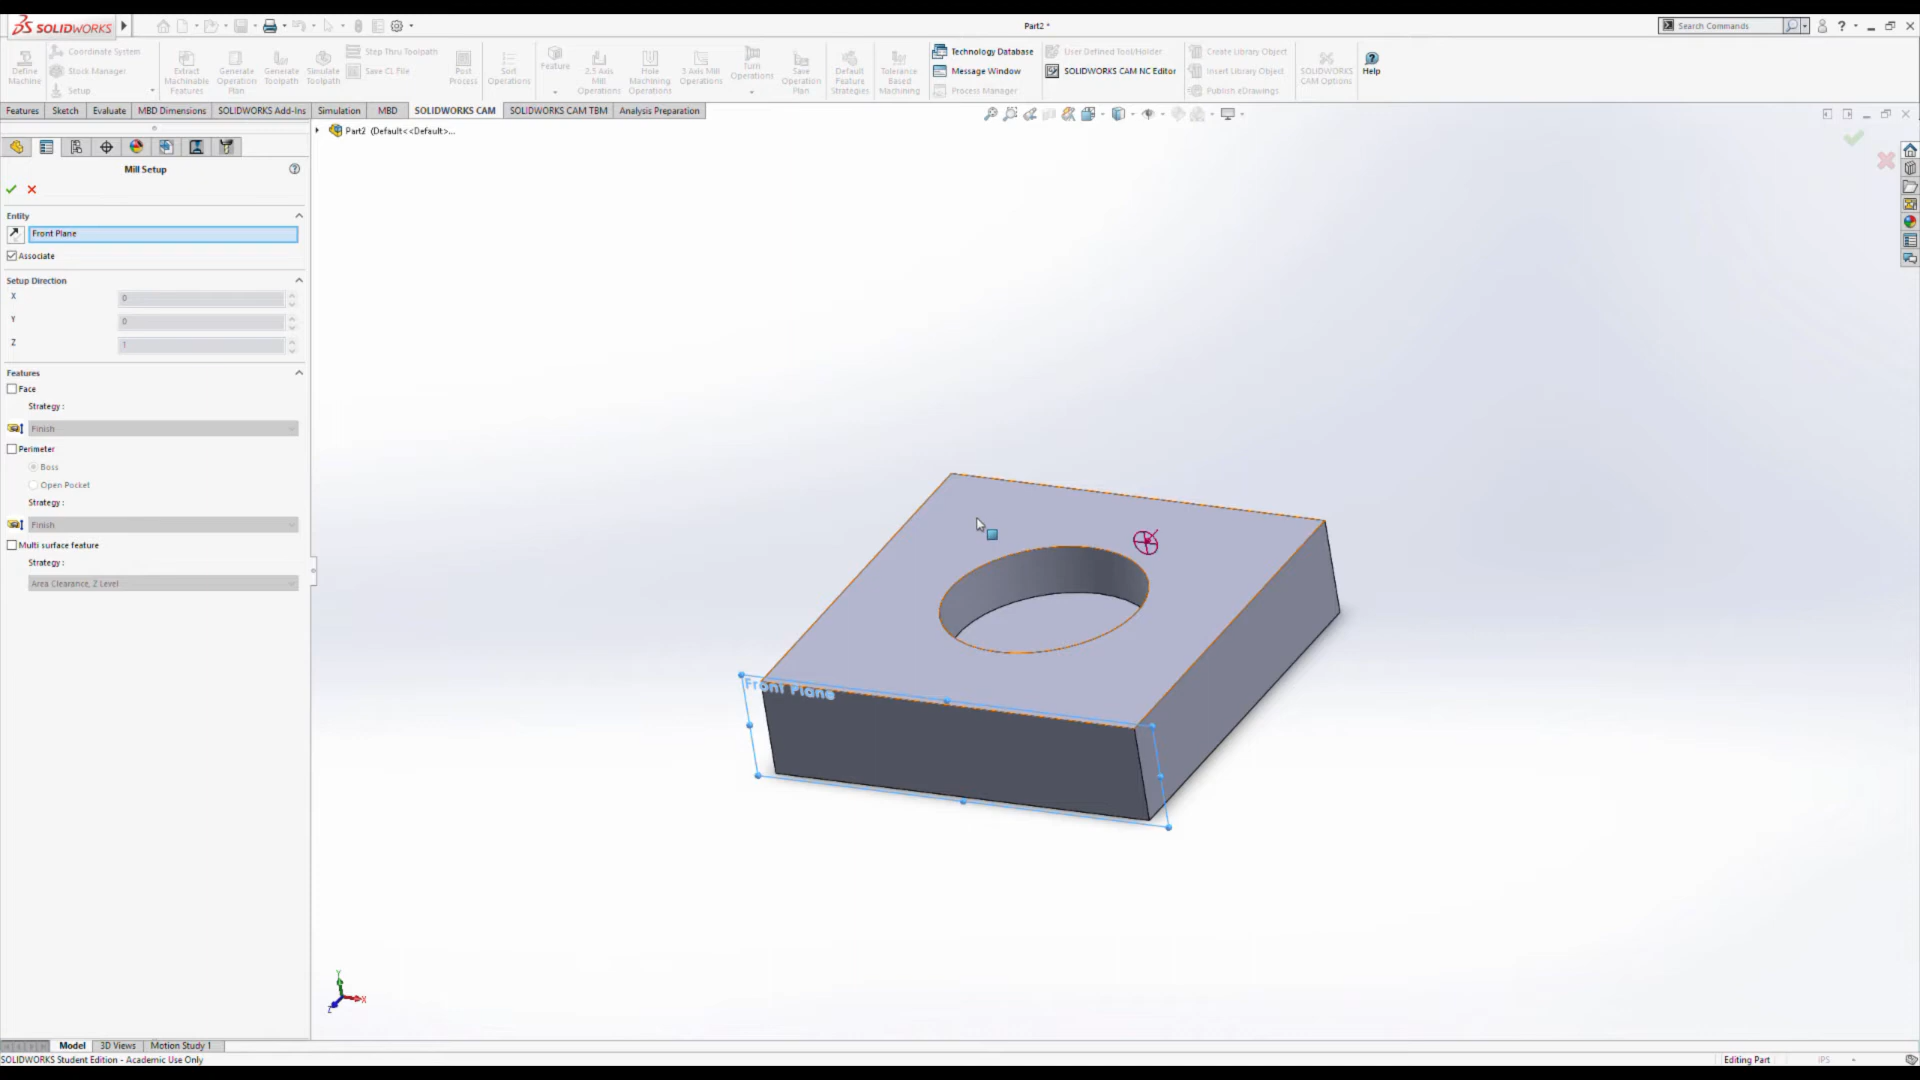 SOLIDWORKS
Part2 *
Search Commands
Define Machine
Coordinate System
Stock Manager
Setup
Extract Machinable Features
Generate Operation Plan
Generate Toolpath
Simulate Toolpath
Step Thru Toolpath
Save CL File
Post Process
Sort Operations
Feature
2.5 Axis Mill Operations
Hole Machining Operations
3 Axis Mill Operations
Turn Operations
Save Operation Plan
Default Feature Strategies
Tolerance Based Machining
Technology Database
Message Window
Process Manager
User Defined Tool/Holder
SOLIDWORKS CAM NC Editor
Create Library Object
Insert Library Object
Publish eDrawings
SOLIDWORKS CAM Options
Help
Features Sketch Evaluate MBD Dimensions SOLIDWORKS Add-Ins Simulation MBD SOLIDWORKS CAM SOLIDWORKS CAM TBM Analysis Preparation
Part2 (Default<<Default>...
Mill Setup
Entity
Front Plane
Associate
Setup Direction
X 0
Y 0
Z 1
Features
Face
Strategy :
Finish
Perimeter
Boss
Open Pocket
Strategy :
Finish
Multi surface feature
Strategy :
Area Clearance, Z Level
Front Plane
Y
X
Z
Model 3D Views Motion Study 1
SOLIDWORKS Student Edition - Academic Use Only
Editing Part
IPS